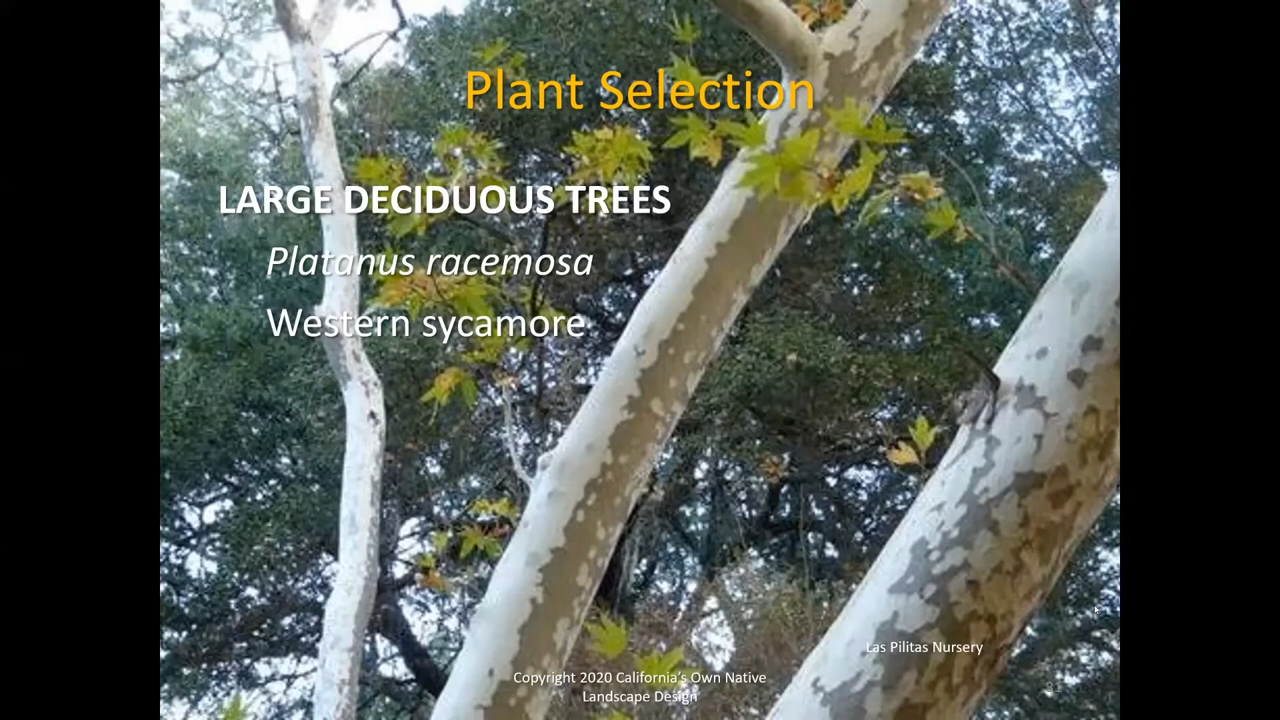 Plant Selection
LARGE DECIDUOUS TREES
Platanus racemosa
Western sycamore
Las Pilitas Nursery
Copyright 2020 California's Own Native
Landscape Design